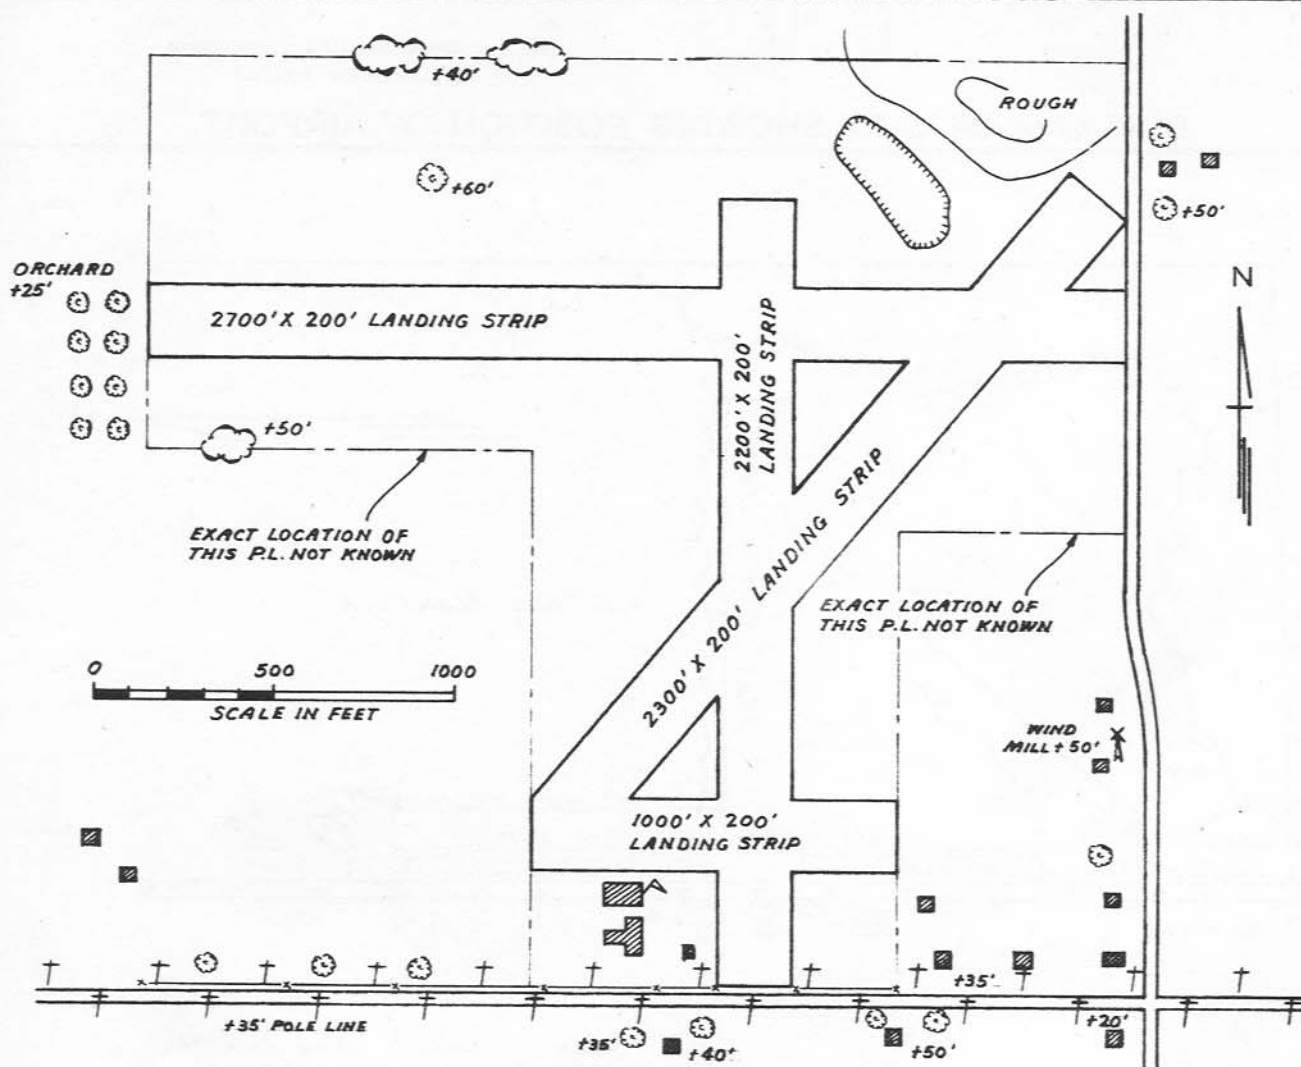 +40'
ROUGH
+60'
+50'
ORCHARD
+25'
N
2700' X 200' LANDING STRIP
2200' X 200'
LANDING STRIP
+50'
2300' X 200' LANDING STRIP
EXACT LOCATION OF
THIS P.L. NOT KNOWN
EXACT LOCATION OF
THIS P.L. NOT KNOWN
0 500 1000
SCALE IN FEET
WIND
MILL + 50'
1000' X 200'
LANDING STRIP
+35'
+35' POLE LINE
+20'
+35'
+40'
+50'